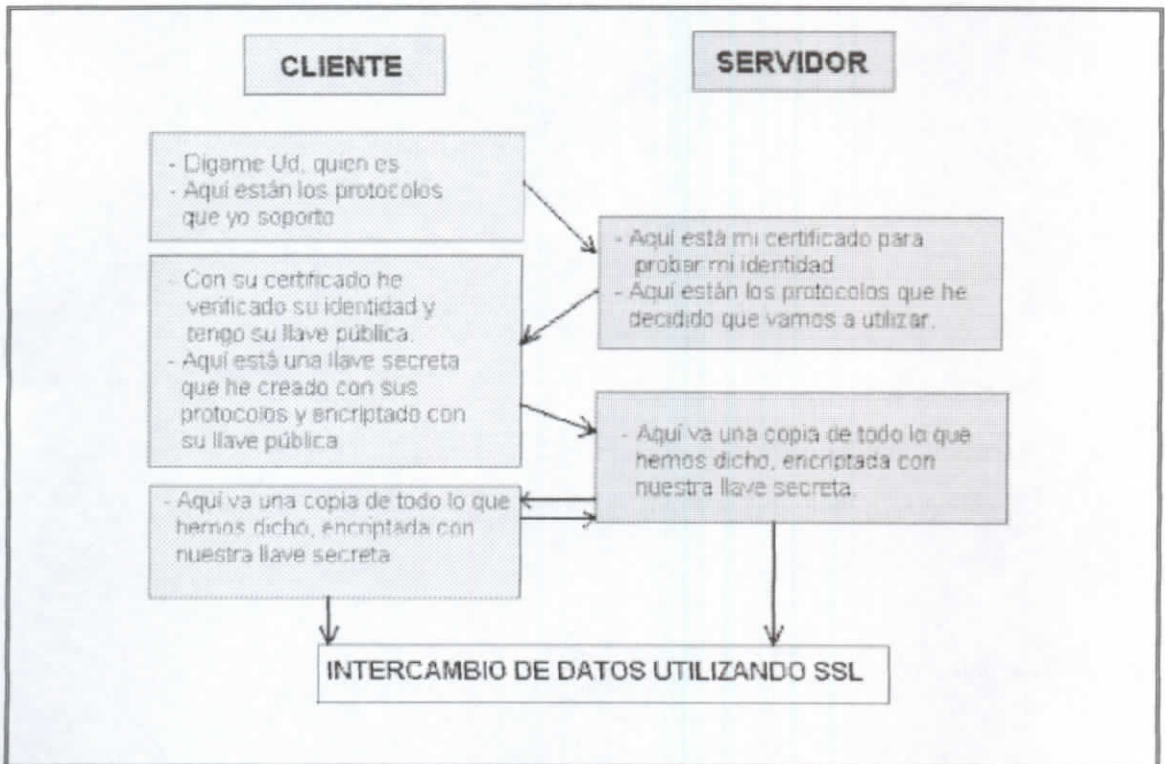 CLIENTE
SERVIDOR
- Digame Ud, quien es
- Aquí están los protocolos
que yo soporto
- Aquí está mi certificado para
probar mi identidad
- Aquí están los protocolos que he
decidido que vamos a utilizar.
- Con su certificado he
verificado su identidad y
tengo su llave pública.
- Aquí está una llave secreta
que he creado con sus
protocolos y encriptado con
su llave pública
- Aquí va una copia de todo lo que
hemos dicho, encriptada con
nuestra llave secreta.
- Aquí va una copia de todo lo que
hemos dicho, encriptada con
nuestra llave secreta
INTERCAMBIO DE DATOS UTILIZANDO SSL